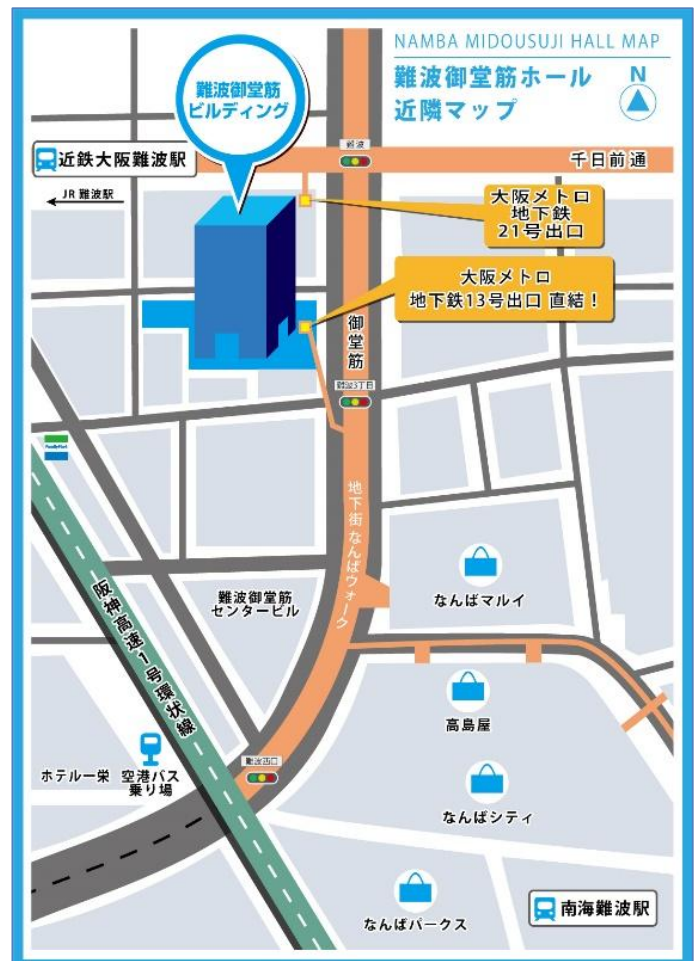 NAMBA MIDOUSUJI HALL MAP
難波御堂筋ホール
近隣マップ
N
難波御堂筋
ビルディング
難波
近鉄大阪難波駅
千日前通
JR 難波駅
大阪メトロ
地下鉄
21号出口
大阪メトロ
地下鉄13号出口 直結！
御堂筋
難波3丁目
FamilyMart
地下街 なんばウォーク
難波御堂筋
センタービル
なんばマルイ
阪神高速1号環状線
高島屋
難波西口
ホテル一栄
空港バス
乗り場
なんばシティ
なんばパークス
南海難波駅